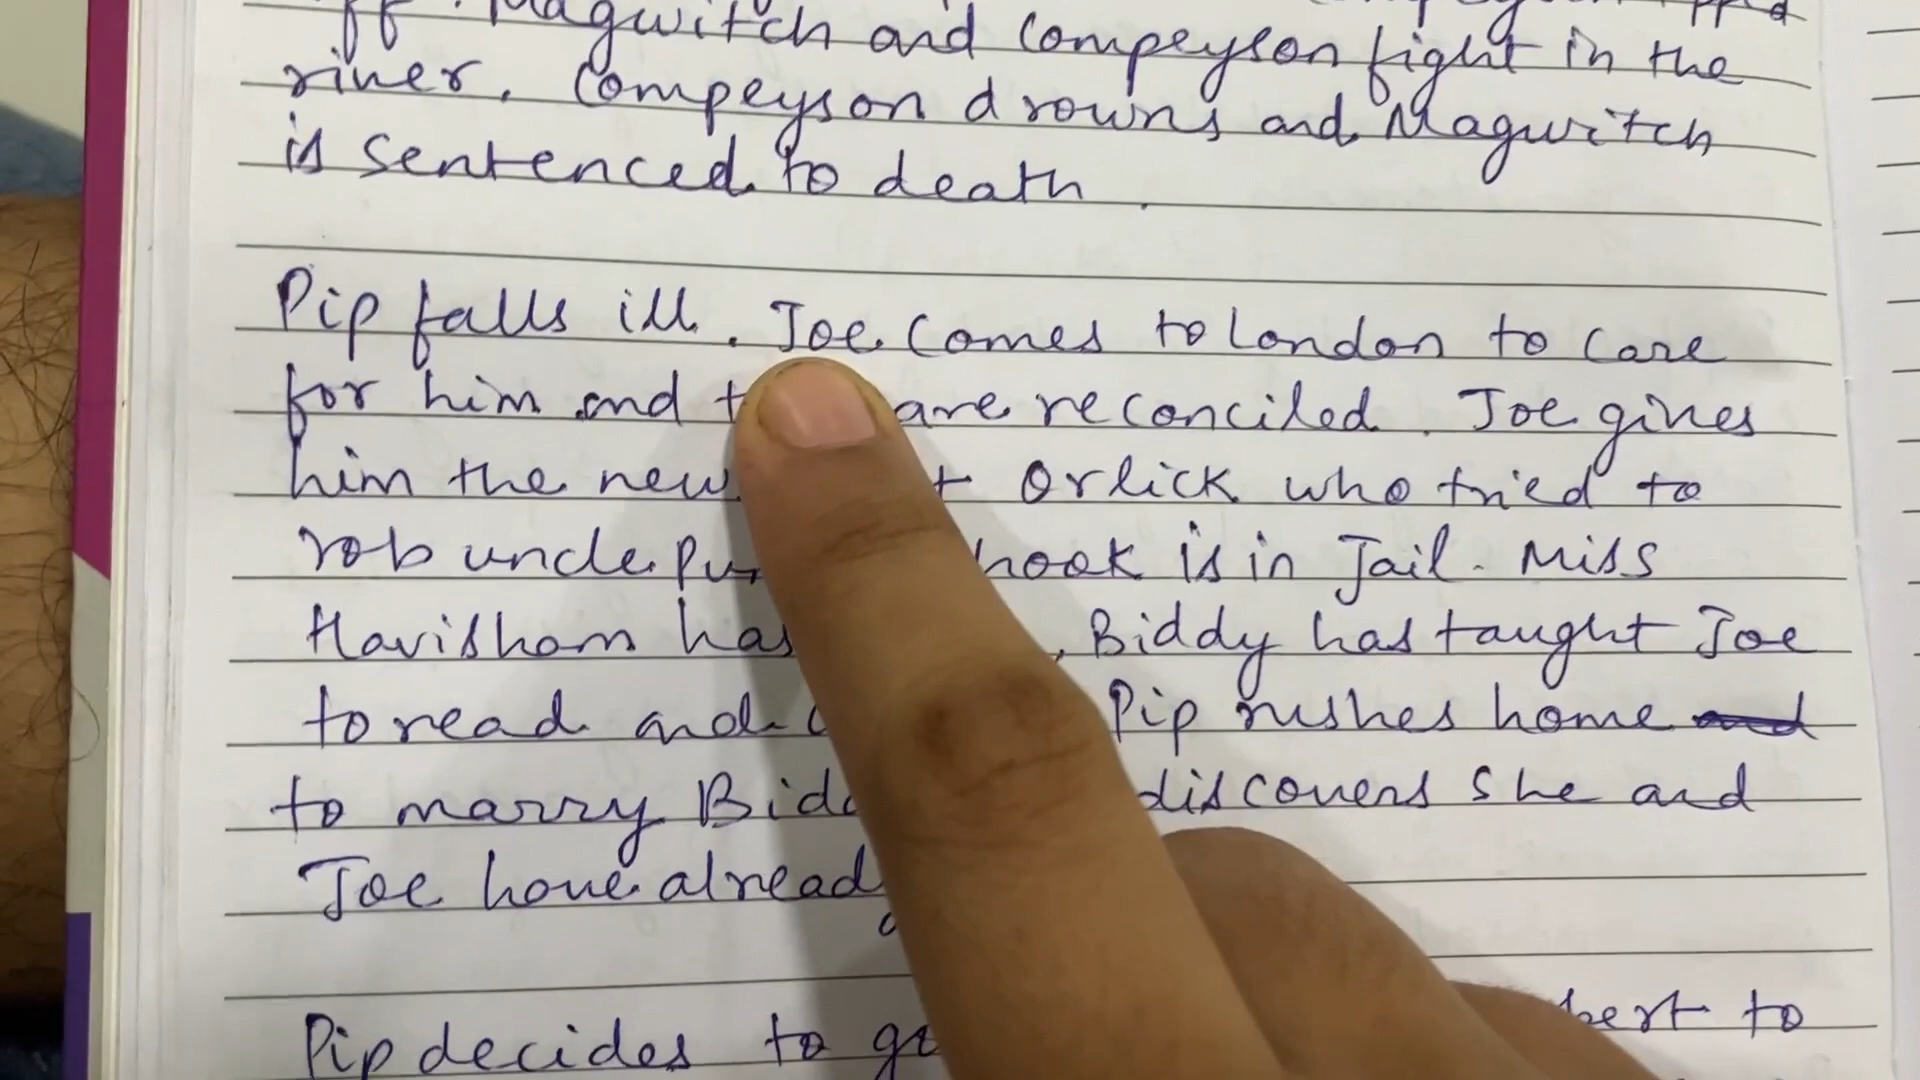 Magwitch and Compeyson fight in the
river. Compeyson drowns and Magwitch
is sentenced to death.
Pip falls ill. Joe comes to London to care
for him and are reconciled. Joe gives
him the Orlick who tried to
rob uncle is in Jail. Miss
Havisham has Biddy has taught Joe
to read and Pip rushes home and
to marry discovers she and
Joe have
Pip decides to to